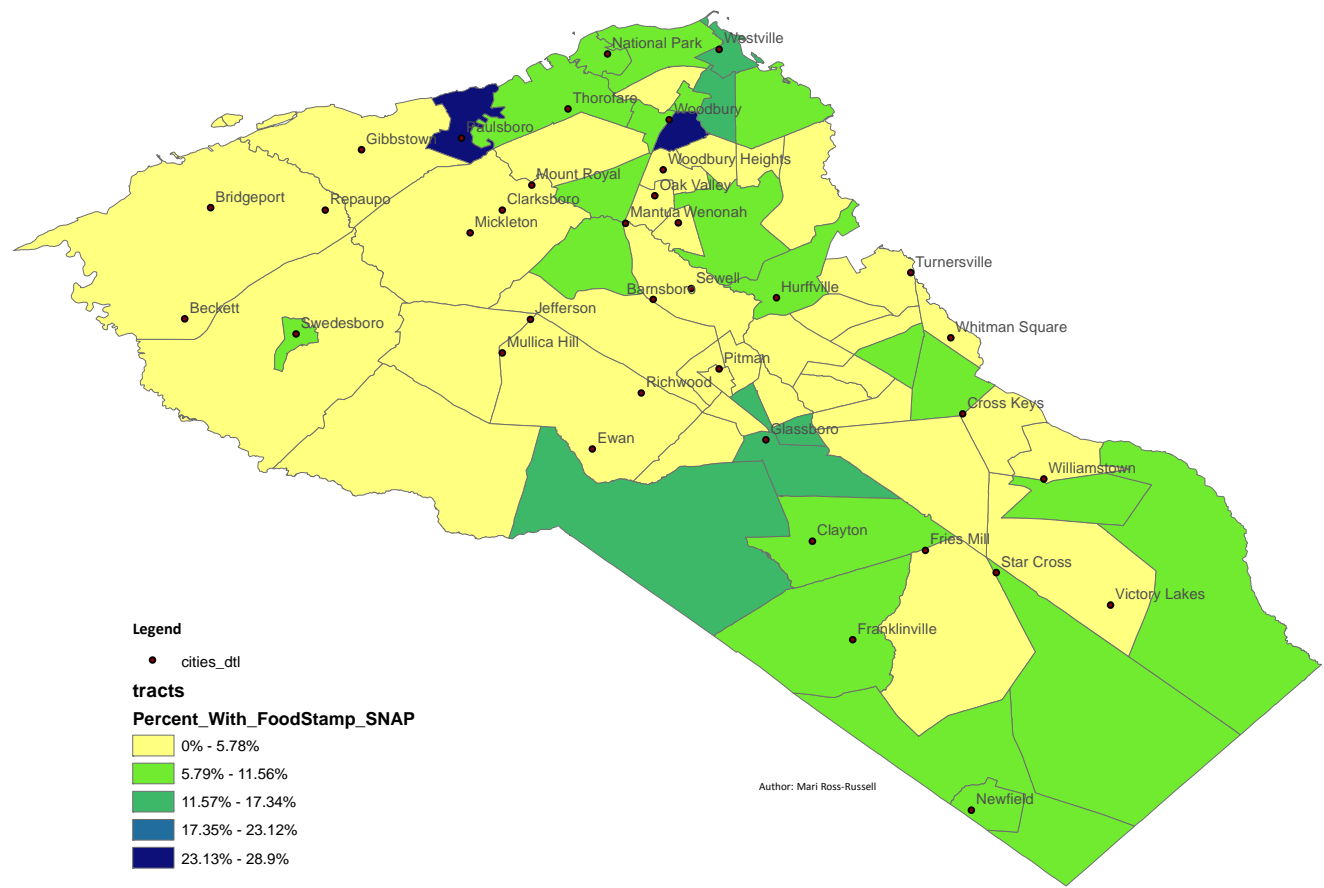 National Park
Westville
Thorofare
Woodbury
Paulsboro
Gibbstown
Woodbury Heights
Mount Royal
Oak Valley
Bridgeport
Repaupo
Clarksboro
Mantua
Wenonah
Mickleton
Turnersville
Sewell
Barnsboro
Hurffville
Beckett
Jefferson
Swedesboro
Whitman Square
Mullica Hill
Pitman
Richwood
Cross Keys
Glassboro
Ewan
Williamstown
Clayton
Fries Mill
Star Cross
Victory Lakes
Franklinville
Newfield
Author: Mari Ross-Russell
Legend
cities_dtl
tracts
Percent_With_FoodStamp_SNAP
0% - 5.78%
5.79% - 11.56%
11.57% - 17.34%
17.35% - 23.12%
23.13% - 28.9%